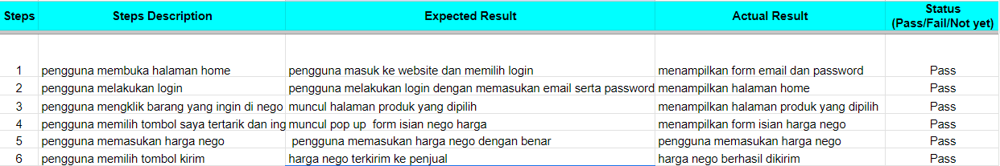 Steps Steps Description Expected Result Actual Result Status (Pass/Fail/Not yet)
1 pengguna membuka halaman home pengguna masuk ke website dan memilih login menampilkan form email dan password Pass
2 pengguna melakukan login pengguna melakukan login dengan memasukan email serta password menampilkan halaman home Pass
3 pengguna mengklik barang yang ingin di nego muncul halaman produk yang dipilih menampilkan halaman produk yang dipilih Pass
4 pengguna memilih tombol saya tertarik dan ing muncul pop up form isian nego harga menampilkan form isian harga nego Pass
5 pengguna memasukan harga nego pengguna memasukan harga nego dengan benar pengguna memasukan harga nego Pass
6 pengguna memilih tombol kirim harga nego terkirim ke penjual harga nego berhasil dikirim Pass